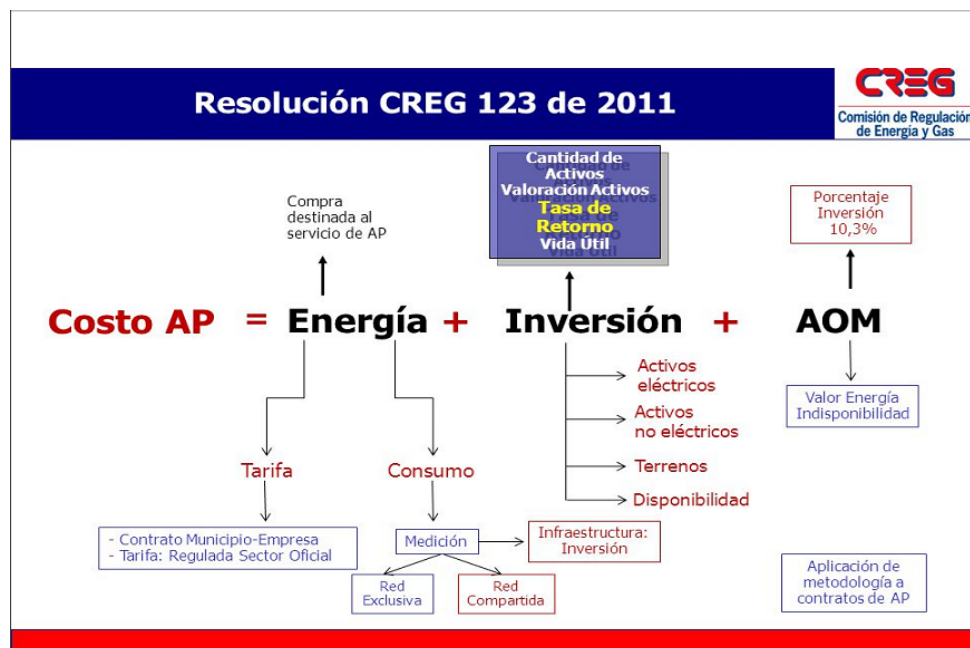 Resolución CREG 123 de 2011
CREG
Comisión de Regulación
de Energía y Gas
Compra
destinada al
servicio de AP
Cantidad de
Activos
Valoración Activos
Tasa de
Retorno
Vida Útil
Porcentaje
Inversión
10,3%
Costo AP = Energía + Inversión + AOM
Activos
eléctricos
Activos
no eléctricos
Terrenos
Disponibilidad
Valor Energía
Indisponibilidad
Tarifa
Consumo
- Contrato Municipio-Empresa
- Tarifa: Regulada Sector Oficial
Medición
Infraestructura:
Inversión
Red
Exclusiva
Red
Compartida
Aplicación de
metodología a
contratos de AP